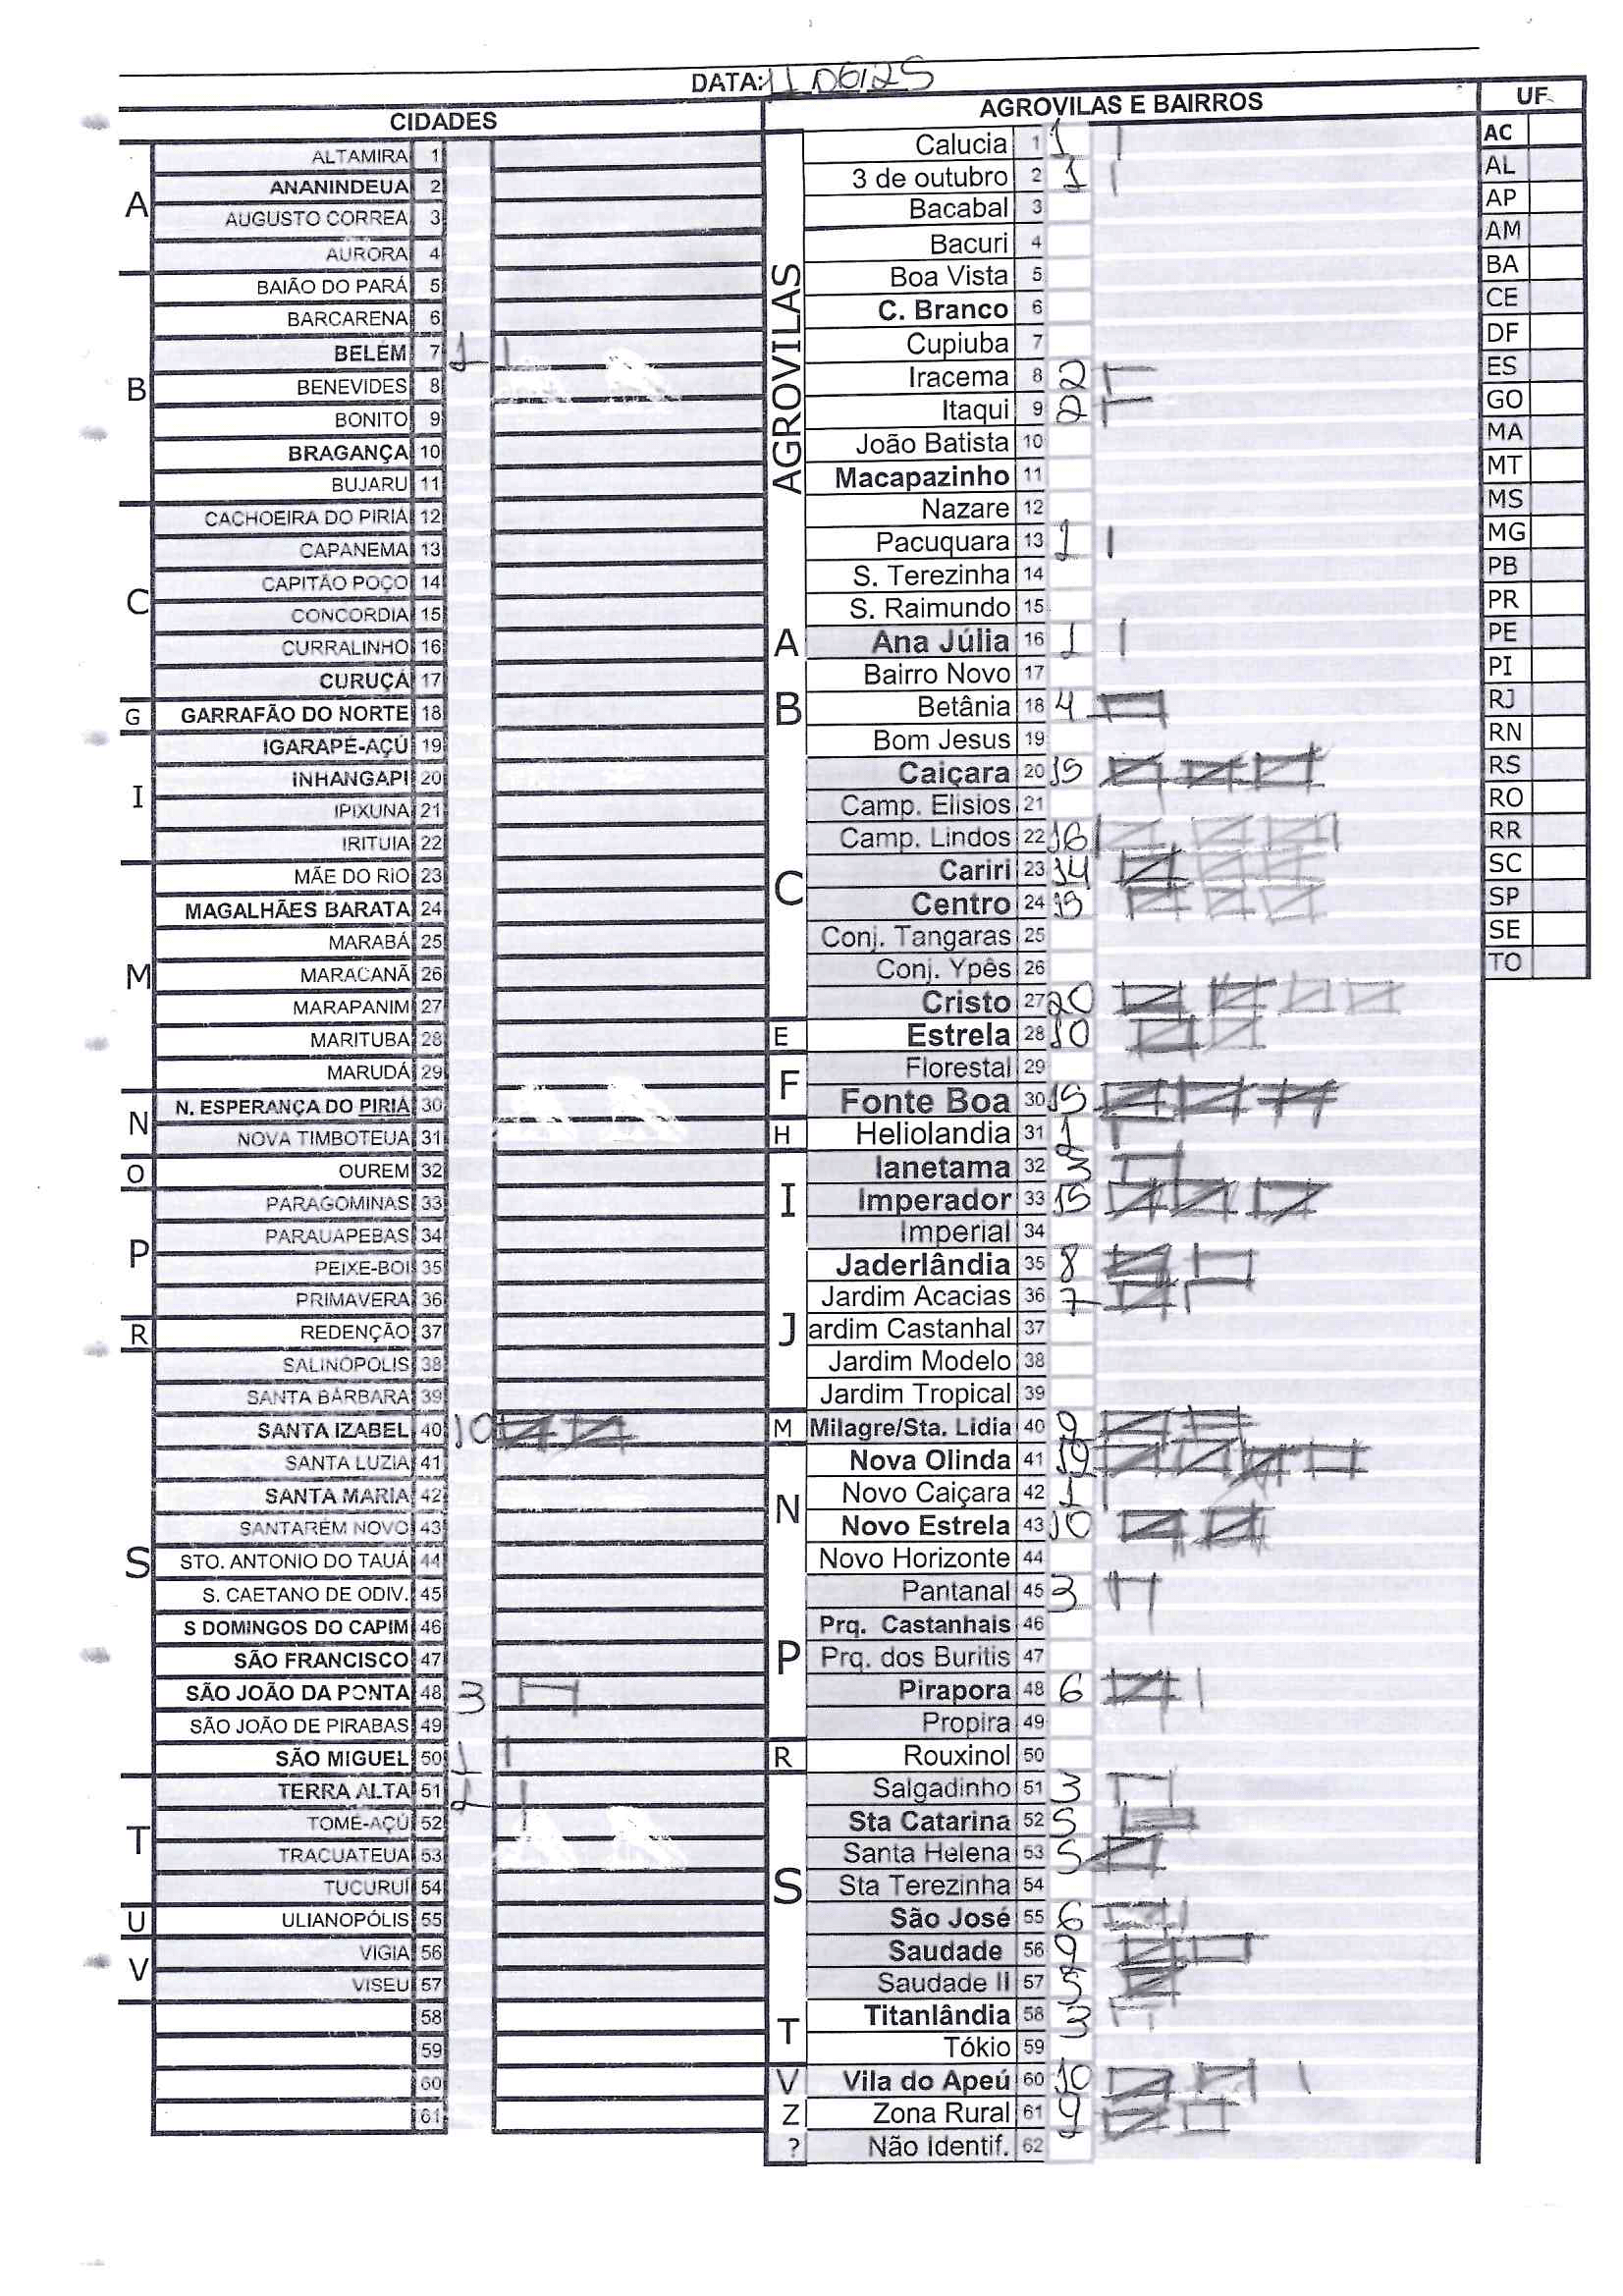 DATA: 11 06 125
CIDADES
A
ALTAMIRA 1
ANANINDEUA 2
AUGUSTO CORREA 3
AURORA 4
B
BAIÃO DO PARÁ 5
BARCARENA 6
BELÉM 7 1
BENEVIDES 8
BONITO 9
BRAGANÇA 10
BUJARU 11
C
CACHOEIRA DO PIRIÁ 12
CAPANEMA 13
CAPITÃO POÇO 14
CONCORDIA 15
CURRALINHO 16
CURUÇÁ 17
G
GARRAFÃO DO NORTE 18
I
IGARAPÉ-AÇÚ 19
INHANGAPI 20
IPIXUNA 21
IRITUIA 22
M
MÃE DO RIO 23
MAGALHÃES BARATA 24
MARABÁ 25
MARACANÃ 26
MARAPANIM 27
MARITUBA 28
MARUDÁ 29
N
N. ESPERANÇA DO PIRIÁ 30
NOVA TIMBOTEUA 31
O
OUREM 32
P
PARAGOMINAS 33
PARAUAPEBAS 34
PEIXE-BOI 35
PRIMAVERA 36
R
REDENÇÃO 37
S
SALINÓPOLIS 38
SANTA BÁRBARA 39
SANTA IZABEL 40 10
SANTA LUZIA 41
SANTA MARIA 42
SANTARÉM NOVO 43
STO. ANTONIO DO TAUÁ 44
S. CAETANO DE ODIV. 45
S DOMINGOS DO CAPIM 46
SÃO FRANCISCO 47
SÃO JOÃO DA PONTA 48 3
SÃO JOÃO DE PIRABAS 49
SÃO MIGUEL 50 1
T
TERRA ALTA 51 1
TOMÉ-AÇÚ 52
TRACUATEUA 53
TUCURUÍ 54
U
ULIANOPÓLIS 55
V
VIGIA 56
VISEU 57
58
59
60
61
AGROVILAS E BAIRROS
AGROVILAS
Calucia 1 1
3 de outubro 2 1
Bacabal 3
Bacuri 4
Boa Vista 5
C. Branco 6
Cupiuba 7
Iracema 8 2
Itaqui 9 2
João Batista 10
Macapazinho 11
Nazare 12
Pacuquara 13 1
S. Terezinha 14
S. Raimundo 15
A
Ana Júlia 16 1
Bairro Novo 17
B
Betânia 18 4
Bom Jesus 19
Caiçara 20 15
Camp. Elisios 21
Camp. Lindos 22 16
C
Cariri 23 14
Centro 24 15
Conj. Tangaras 25
Conj. Ypês 26
Cristo 27 20
E
Estrela 28 10
F
Florestal 29
Fonte Boa 30 15
H
Heliolandia 31 1
I
Ianetama 32 3
Imperador 33 15
Imperial 34
J
Jaderlândia 35 8
Jardim Acacias 36 7
ardim Castanhal 37
Jardim Modelo 38
Jardim Tropical 39
M
Milagre/Sta. Lidia 40 9
N
Nova Olinda 41 19
Novo Caiçara 42 1
Novo Estrela 43 10
Novo Horizonte 44
P
Pantanal 45 3
Prq. Castanhais 46
Prq. dos Buritis 47
Pirapora 48 6
Propira 49
R
Rouxinol 50
S
Salgadinho 51 3
Sta Catarina 52 5
Santa Helena 53 5
Sta Terezinha 54
São José 55 6
Saudade 56 9
Saudade II 57 5
T
Titanlândia 58 3
Tókio 59
V
Vila do Apeú 60 10
Z
Zona Rural 61 9
?
Não Identif. 62
UF
AC
AL
AP
AM
BA
CE
DF
ES
GO
MA
MT
MS
MG
PB
PR
PE
PI
RJ
RN
RS
RO
RR
SC
SP
SE
TO